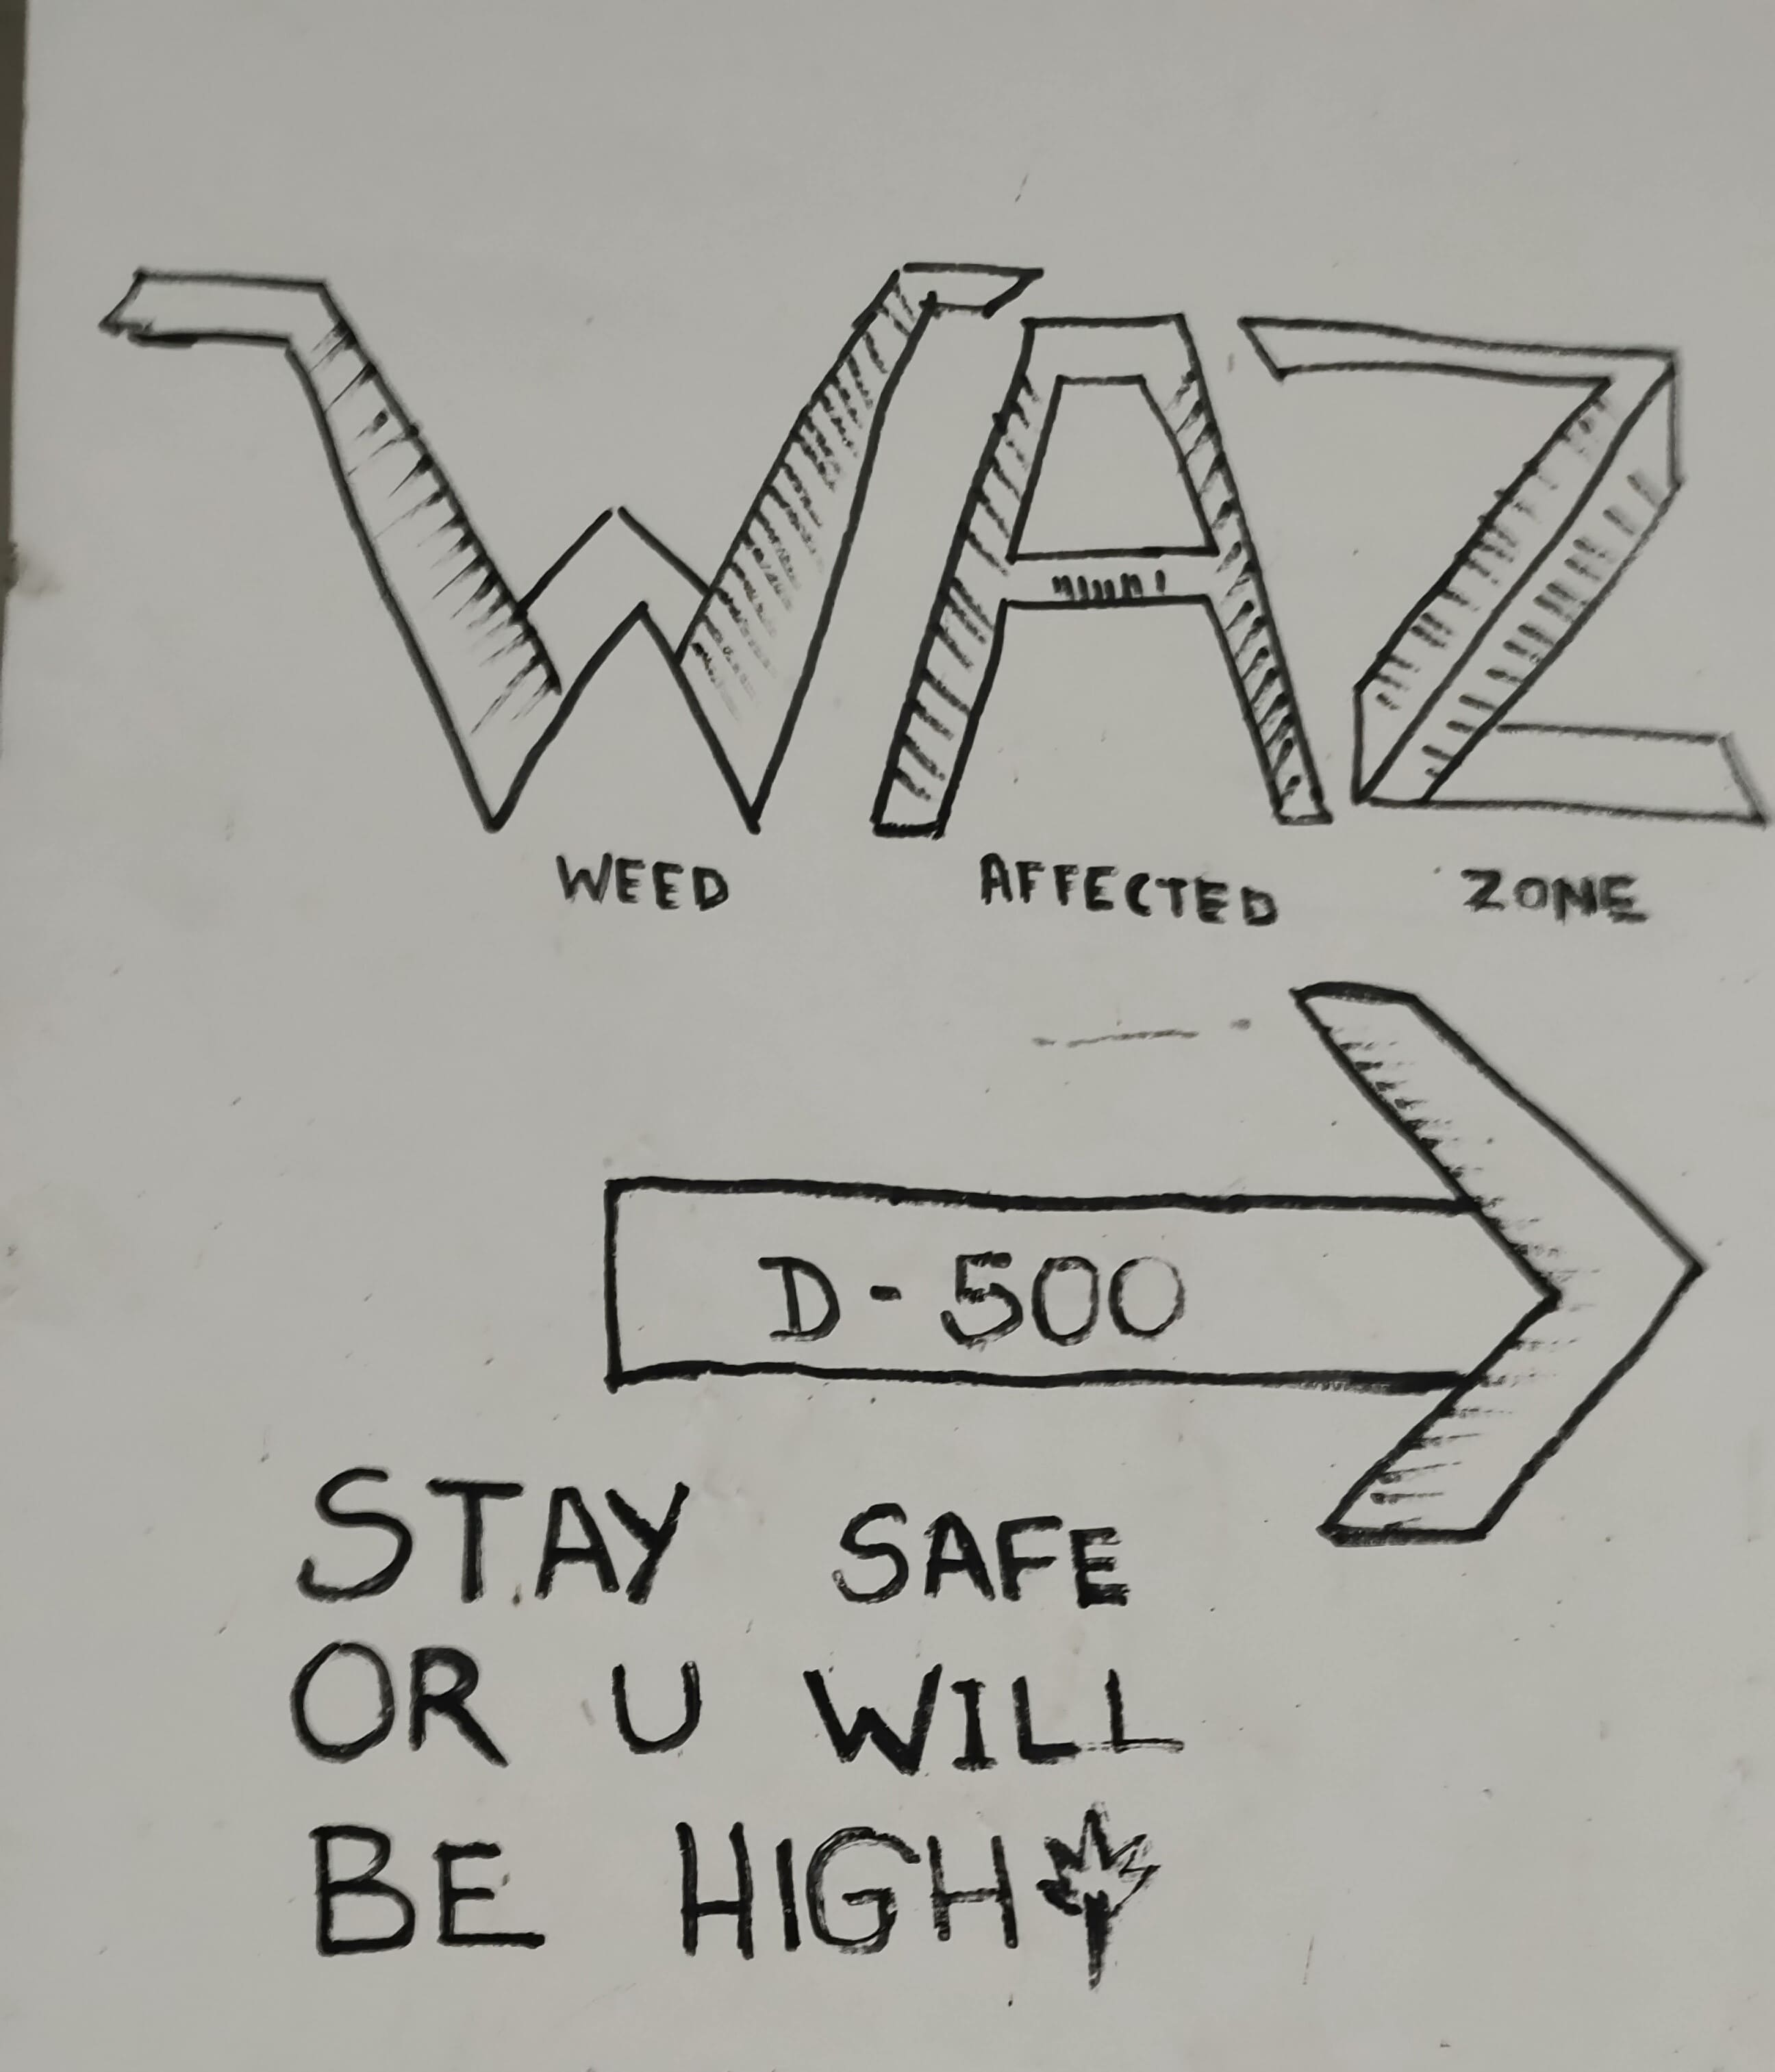 WAZ
WEED AFFECTED ZONE
D - 500
STAY SAFE
OR U WILL
BE HIGH